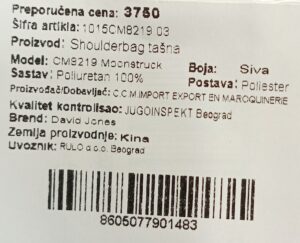 Preporučena cena: 3750
Šifra artikla: 1015CM8219 03
Proizvod: Shoulderbag tašna
Model: CM8219 Moonstruck Boja: Siva
Sastav: Poliuretan 100% Postava: Poliester
Proizvođač/Dobavljač: C.C.M.IMPORT EXPORT EN MAROQUINERIE
Kvalitet kontrolisao: JUGOINSPEKT Beograd
Brend: David Jones
Zemlja proizvodnje: Kina
Uvoznik: RULO d.o.o. Beograd
8605077901483